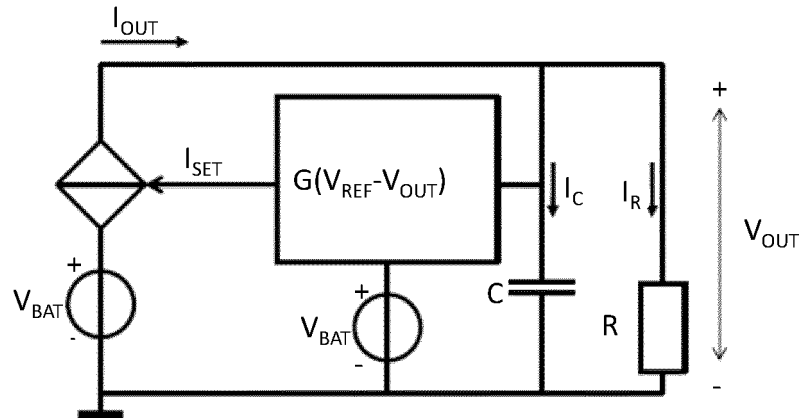 I_OUT
I_SET
G(V_REF-V_OUT)
I_C
I_R
+
V_OUT
+
V_BAT
-
+
V_BAT
-
C
R
-